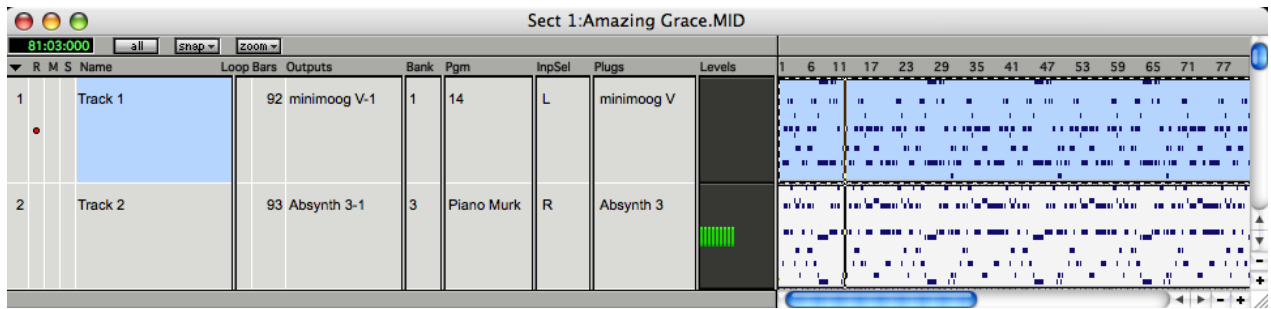 Sect 1:Amazing Grace.MID
81:03:000 all snap zoom
R M S Name Loop Bars Outputs Bank Pgm InpSel Plugs Levels 1 6 11 17 23 29 35 41 47 53 59 65 71 77
1 Track 1 92 minimoog V-1 1 14 L minimoog V
2 Track 2 93 Absynth 3-1 3 Piano Murk R Absynth 3